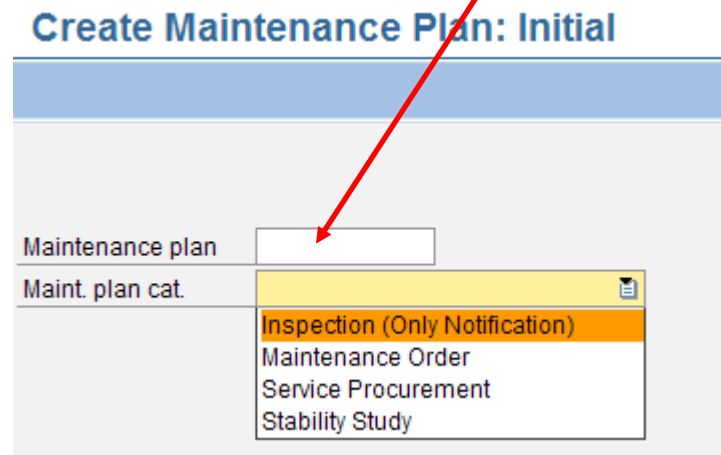 Create Maintenance Plan: Initial
Maintenance plan
Maint. plan cat.
Inspection (Only Notification)
Maintenance Order
Service Procurement
Stability Study